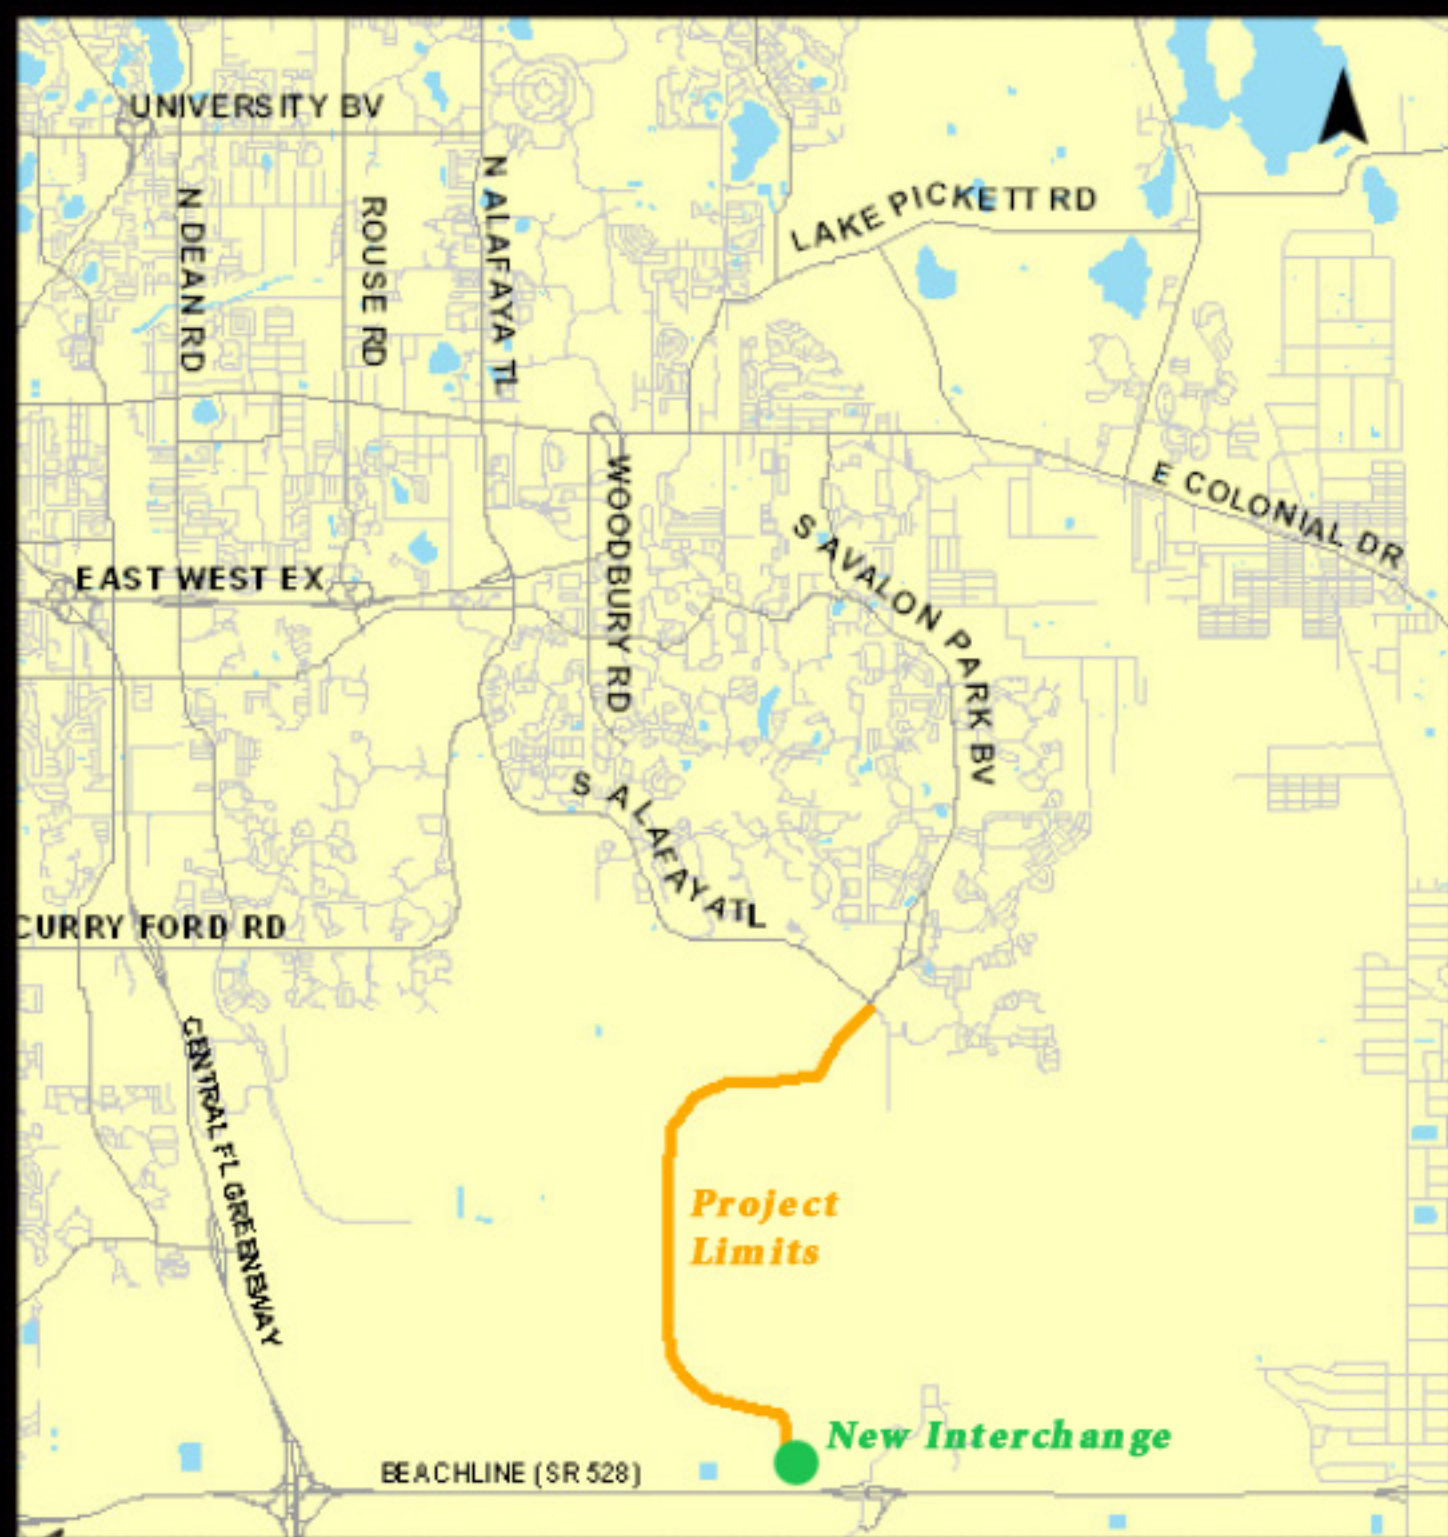 UNIVERSITY BV
N DEAN RD
ROUSE RD
N ALAFAYA TL
LAKE PICKETT RD
E COLONIAL DR
WOODBURY RD
S AVALON PARK BV
EAST WEST EX
S ALAFAYA TL
CURRY FORD RD
CENTRAL FL GREENEWAY
Project
Limits
New Interchange
BEACHLINE (SR 528)